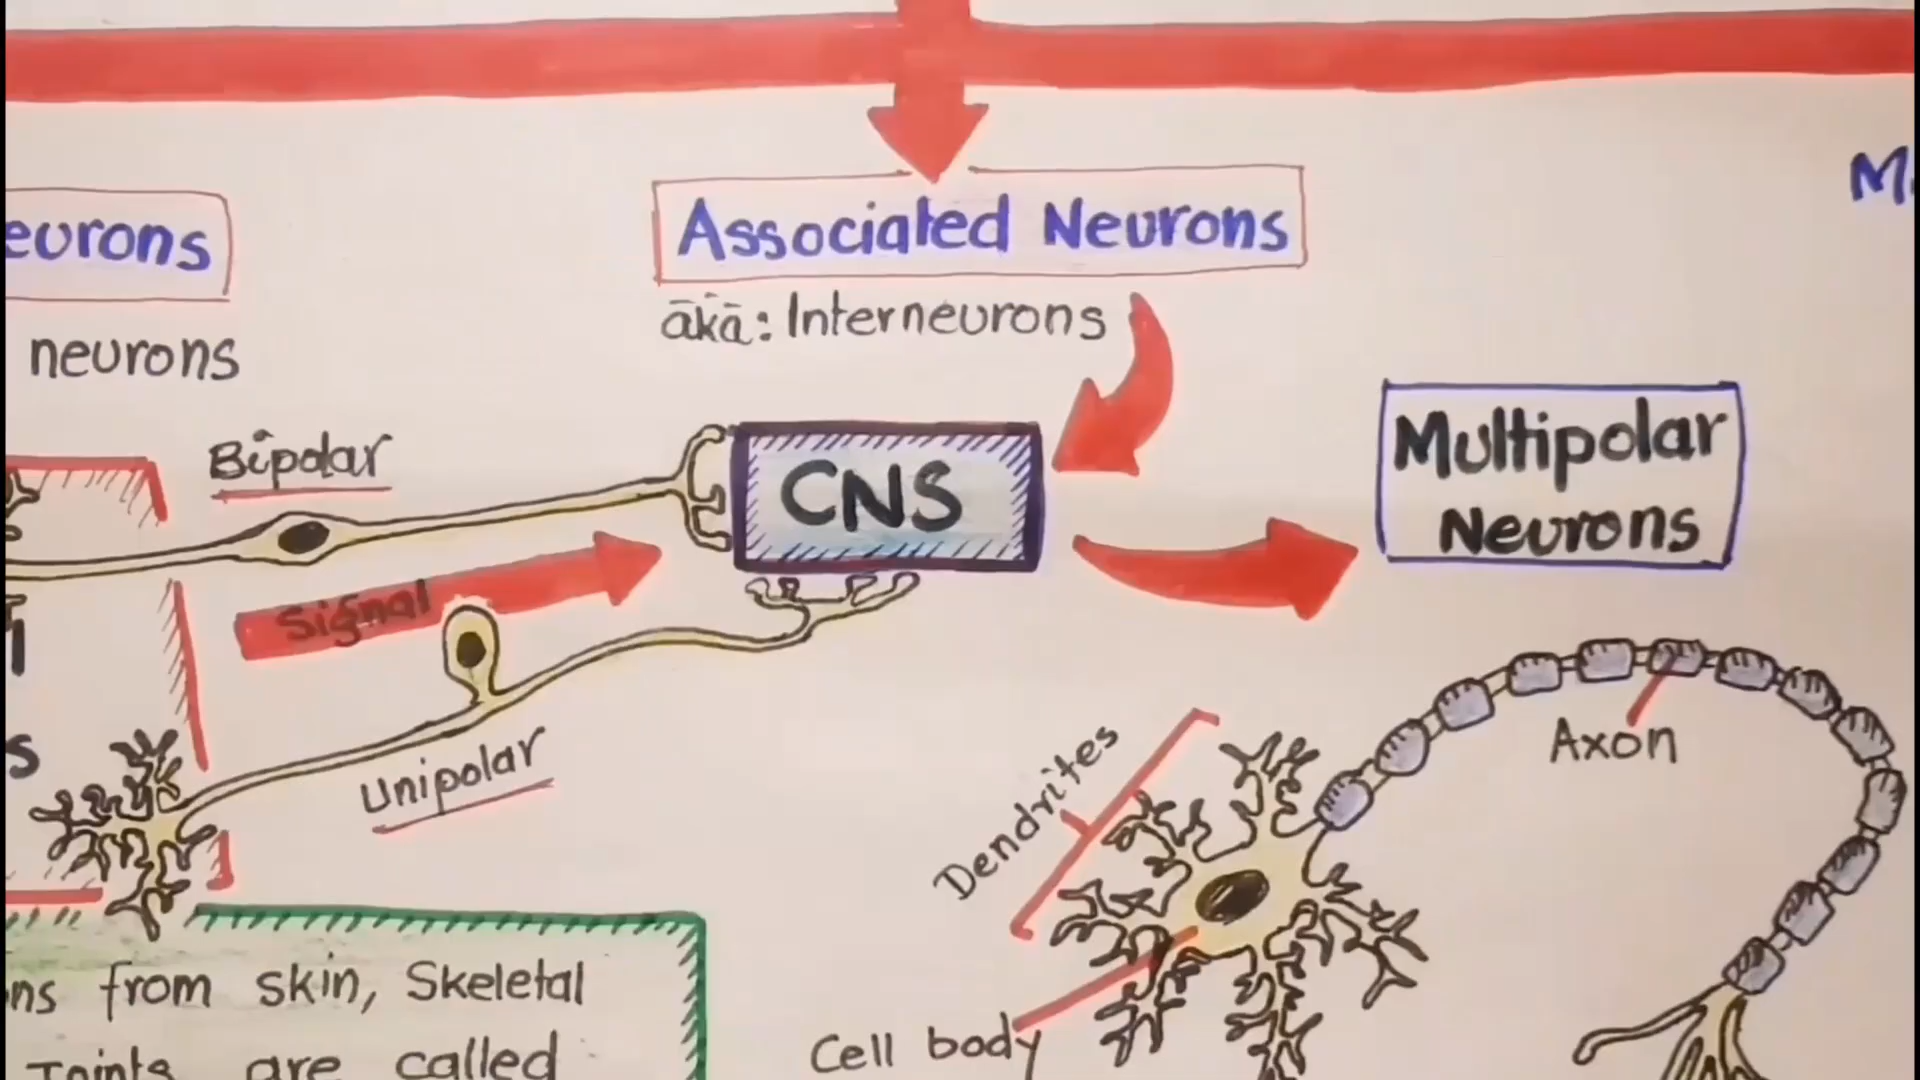 eurons
neurons
Associated Neurons
ākā: Interneurons
Bipolar
CNS
Multipolar
Neurons
Signal
Unipolar
Dendrites
Axon
Cell body
ns from skin, Skeletal
Joints are called